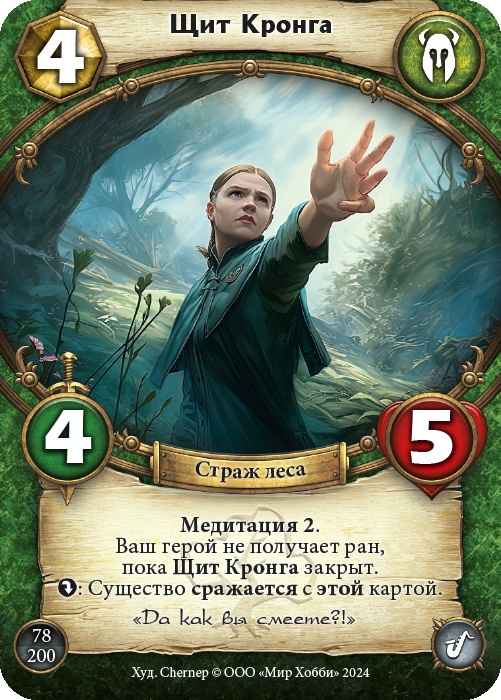 Щит Кронга
4
4
5
Страж леса
Медитация 2.
Ваш герой не получает ран,
пока Щит Кронга закрыт.
: Существо сражается с этой картой.
«Да как вы смеете?!»
78
200
Худ. Chernep © ООО «Мир Хобби» 2024